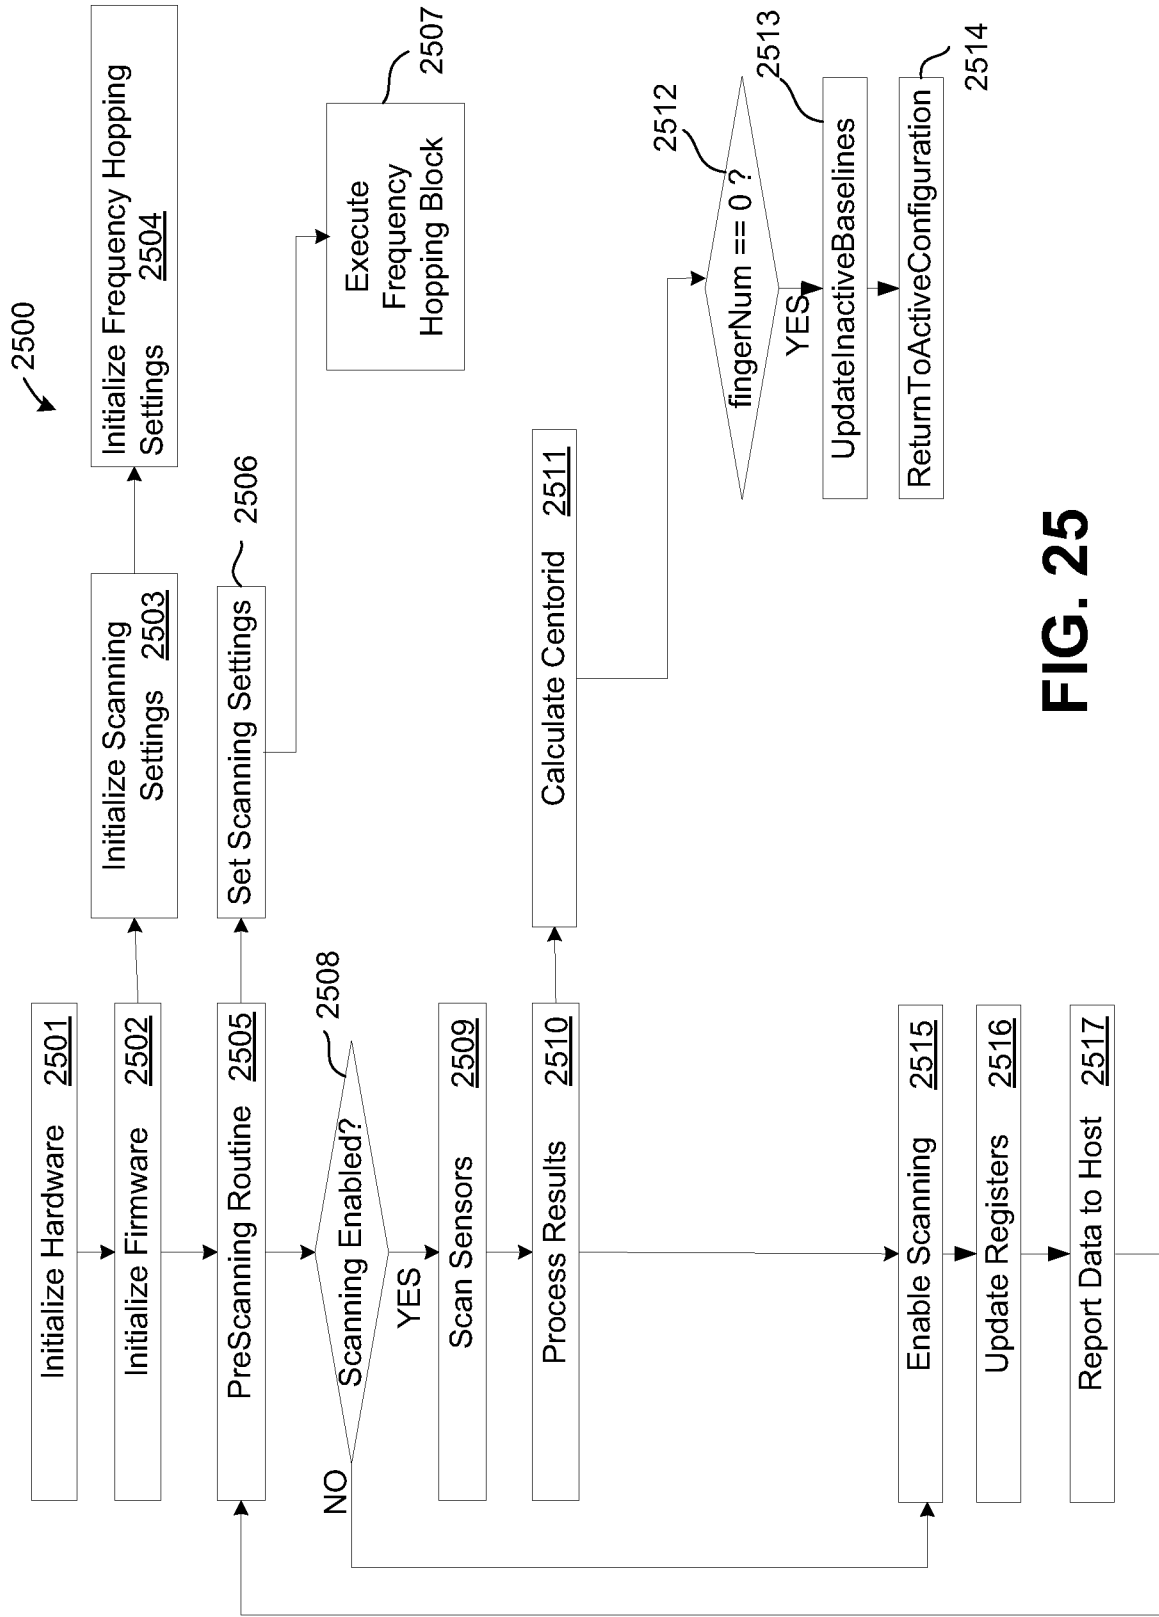 2500
Initialize Hardware 2501
Initialize Firmware 2502
Initialize Scanning
Settings 2503
Initialize Frequency Hopping
Settings 2504
PreScanning Routine 2505
Set Scanning Settings
2506
Execute
Frequency
Hopping Block
2507
Scanning Enabled?
2508
NO
YES
Scan Sensors 2509
Process Results 2510
Calculate Centorid 2511
fingerNum == 0 ?
2512
YES
UpdateInactiveBaselines
2513
ReturnToActiveConfiguration
2514
Enable Scanning 2515
Update Registers 2516
Report Data to Host 2517
FIG. 25